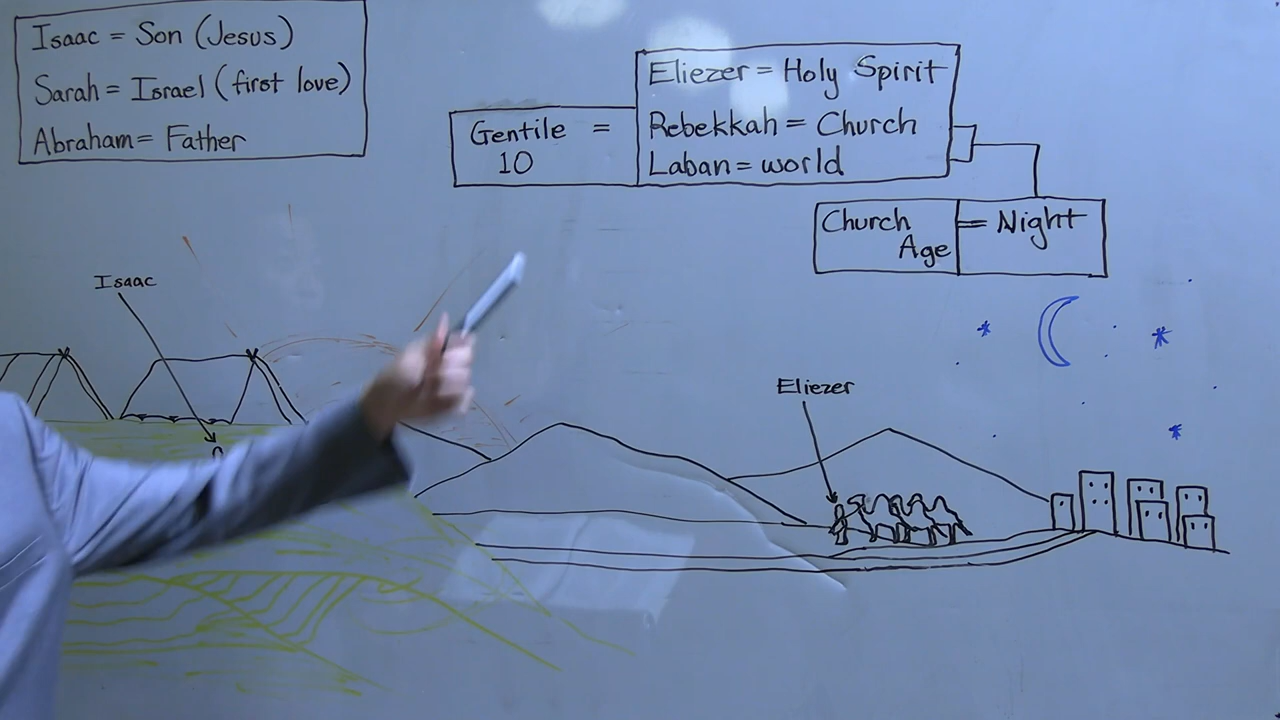 Isaac = Son (Jesus)
Sarah = Israel (first love)
Abraham = Father
Eliezer = Holy Spirit
Gentile =
10
Rebekkah = Church
Laban = world
Church
Age
= Night
Isaac
Eliezer